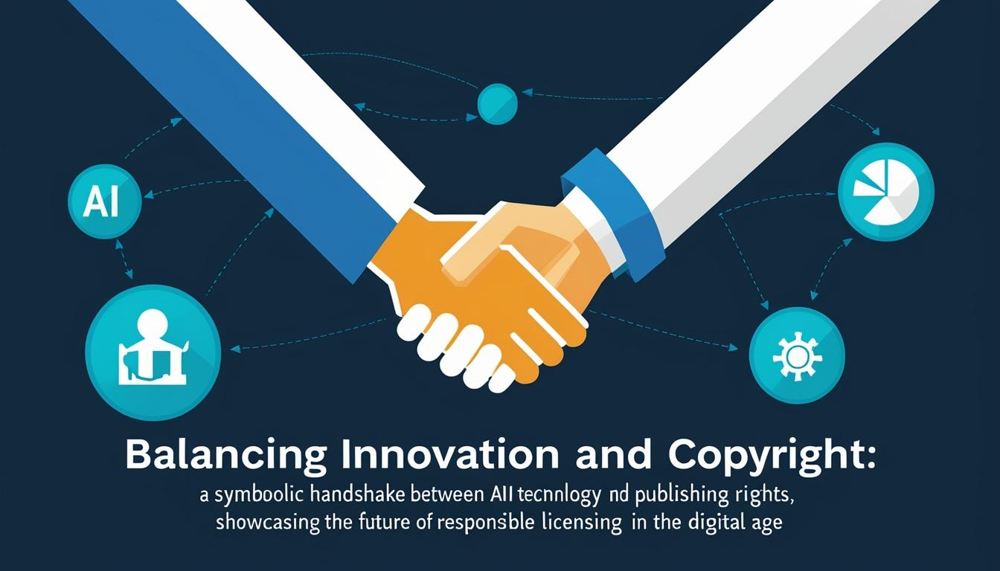 AI
Balancing Innovation and Copyright:
a symboolic handshake between AII tecnnlogy nd publishing rights,
showcasing the future of responsible licensing in the digital age